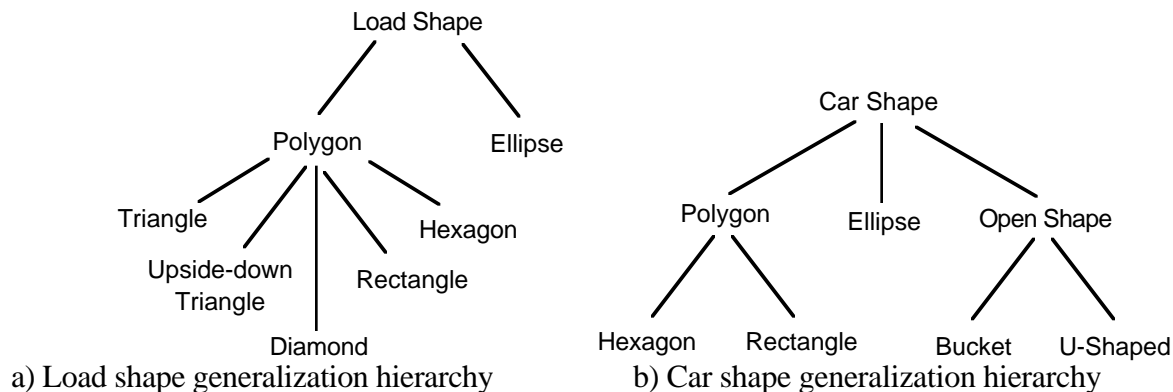 Load Shape
Polygon
Ellipse
Triangle
Hexagon
Upside-down
Triangle
Rectangle
Diamond
a) Load shape generalization hierarchy
Car Shape
Polygon
Ellipse
Open Shape
Hexagon
Rectangle
Bucket
U-Shaped
b) Car shape generalization hierarchy